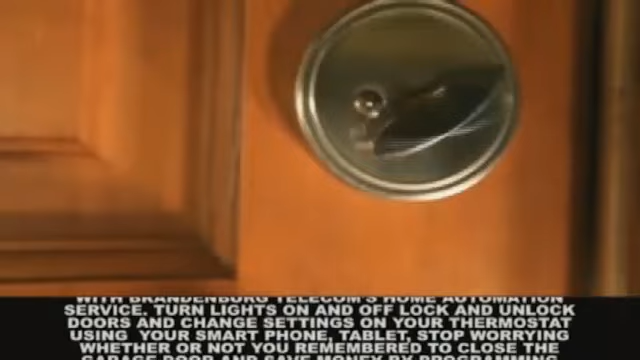 WITH BRANDENBURG TELECOM'S HOME AUTOMATION
SERVICE. TURN LIGHTS ON AND OFF LOCK AND UNLOCK
DOORS AND CHANGE SETTINGS ON YOUR THERMOSTAT
USING YOUR SMART PHONE, TABLET, STOP WORRYING
WHETHER OR NOT YOU REMEMBERED TO CLOSE THE
GARAGE DOOR AND SAVE MONEY BY PROGRAMMING